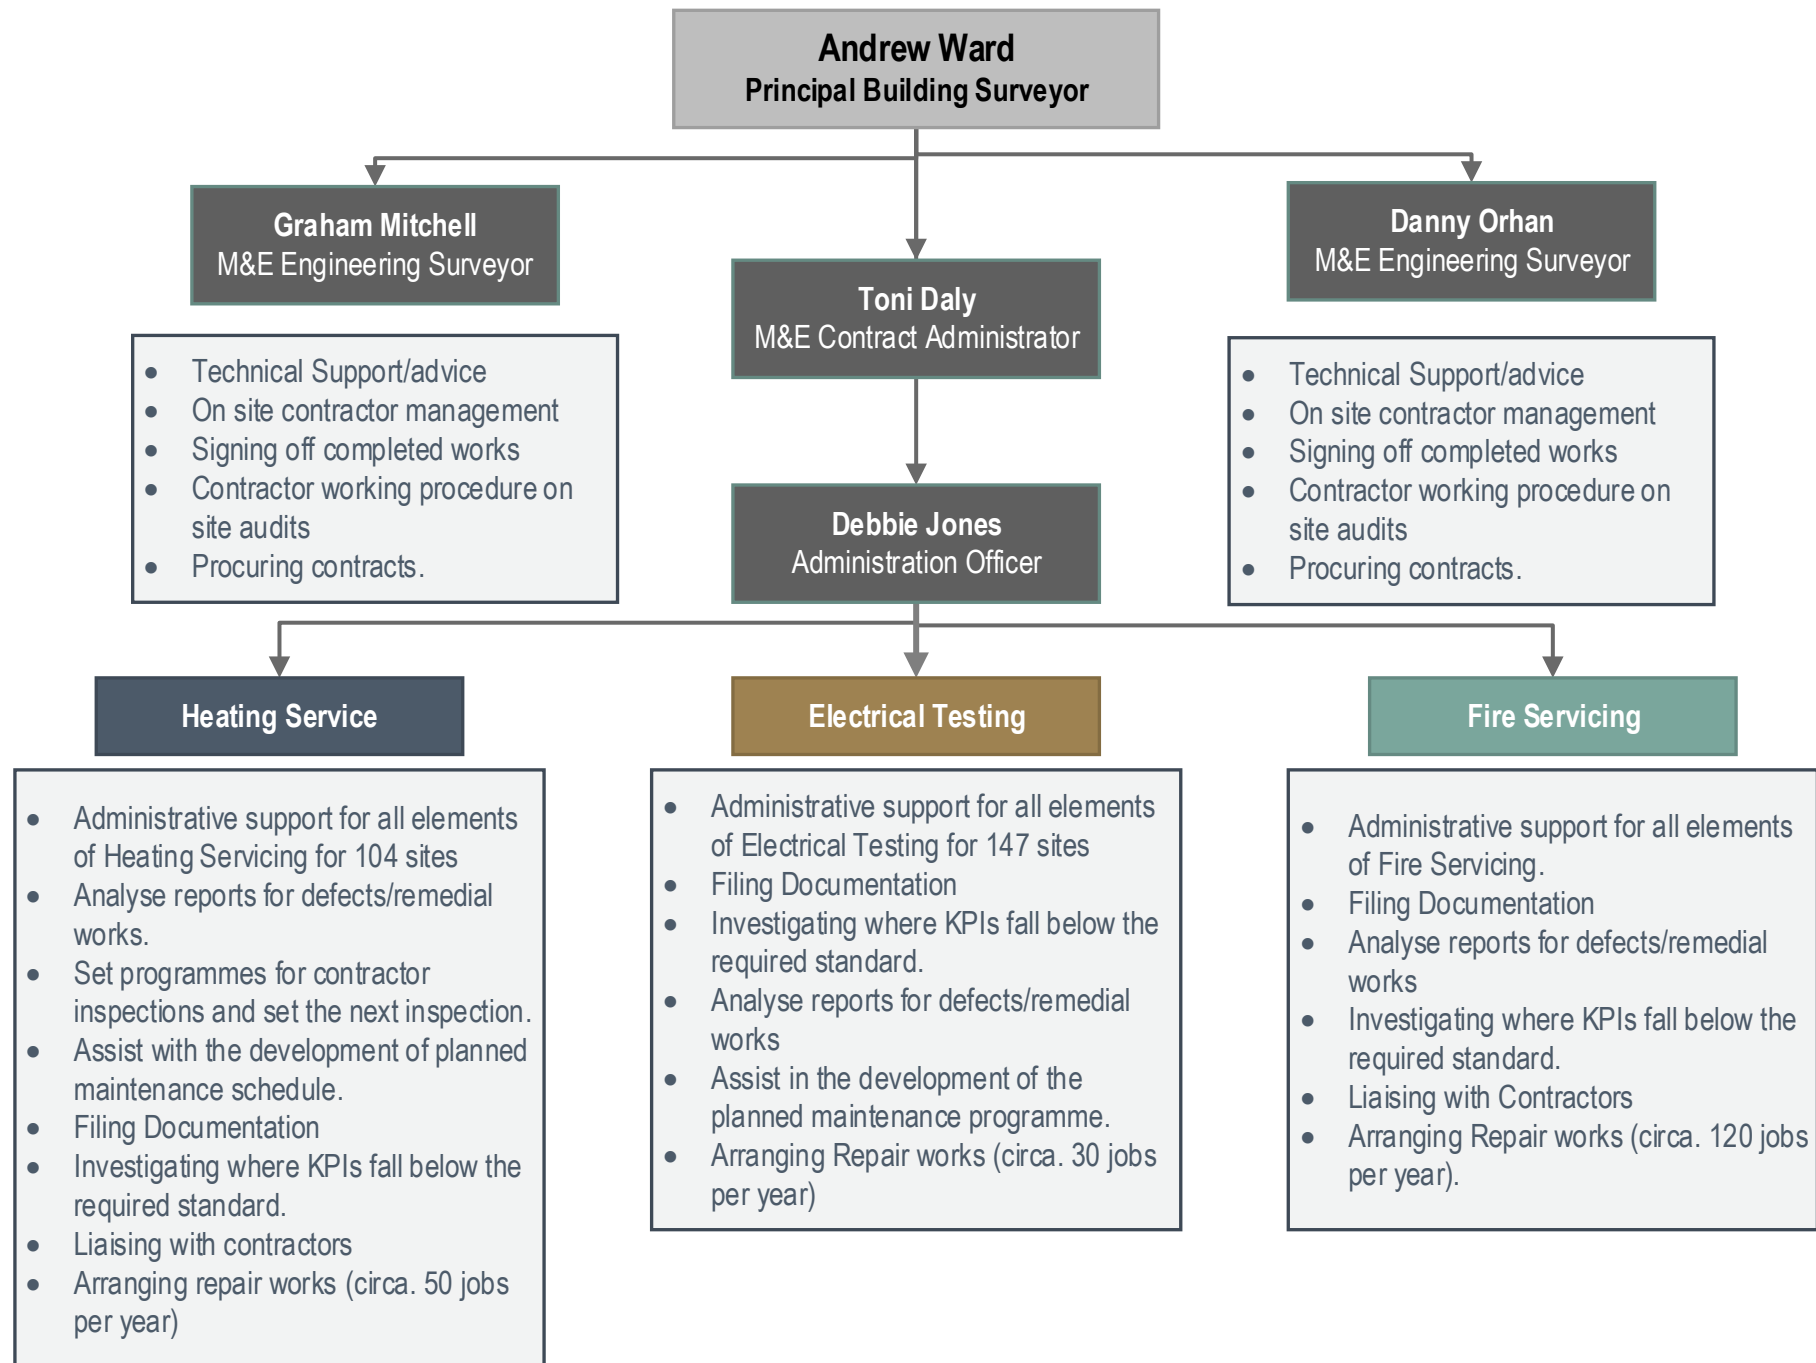 Andrew Ward
Principal Building Surveyor
Graham Mitchell
M&E Engineering Surveyor
Toni Daly
M&E Contract Administrator
Danny Orhan
M&E Engineering Surveyor
• Technical Support/advice
• On site contractor management
• Signing off completed works
• Contractor working procedure on
site audits
• Procuring contracts.
• Technical Support/advice
• On site contractor management
• Signing off completed works
• Contractor working procedure on
site audits
• Procuring contracts.
Debbie Jones
Administration Officer
Heating Service
• Administrative support for all elements
of Heating Servicing for 104 sites
• Analyse reports for defects/remedial
works.
• Set programmes for contractor
inspections and set the next inspection.
• Assist with the development of planned
maintenance schedule.
• Filing Documentation
• Investigating where KPIs fall below the
required standard.
• Liaising with contractors
• Arranging repair works (circa. 50 jobs
per year)
Electrical Testing
• Administrative support for all elements
of Electrical Testing for 147 sites
• Filing Documentation
• Investigating where KPIs fall below the
required standard.
• Analyse reports for defects/remedial
works
• Assist in the development of the
planned maintenance programme.
• Arranging Repair works (circa. 30 jobs
per year)
Fire Servicing
• Administrative support for all elements
of Fire Servicing.
• Filing Documentation
• Analyse reports for defects/remedial
works
• Investigating where KPIs fall below the
required standard.
• Liaising with Contractors
• Arranging Repair works (circa. 120 jobs
per year).